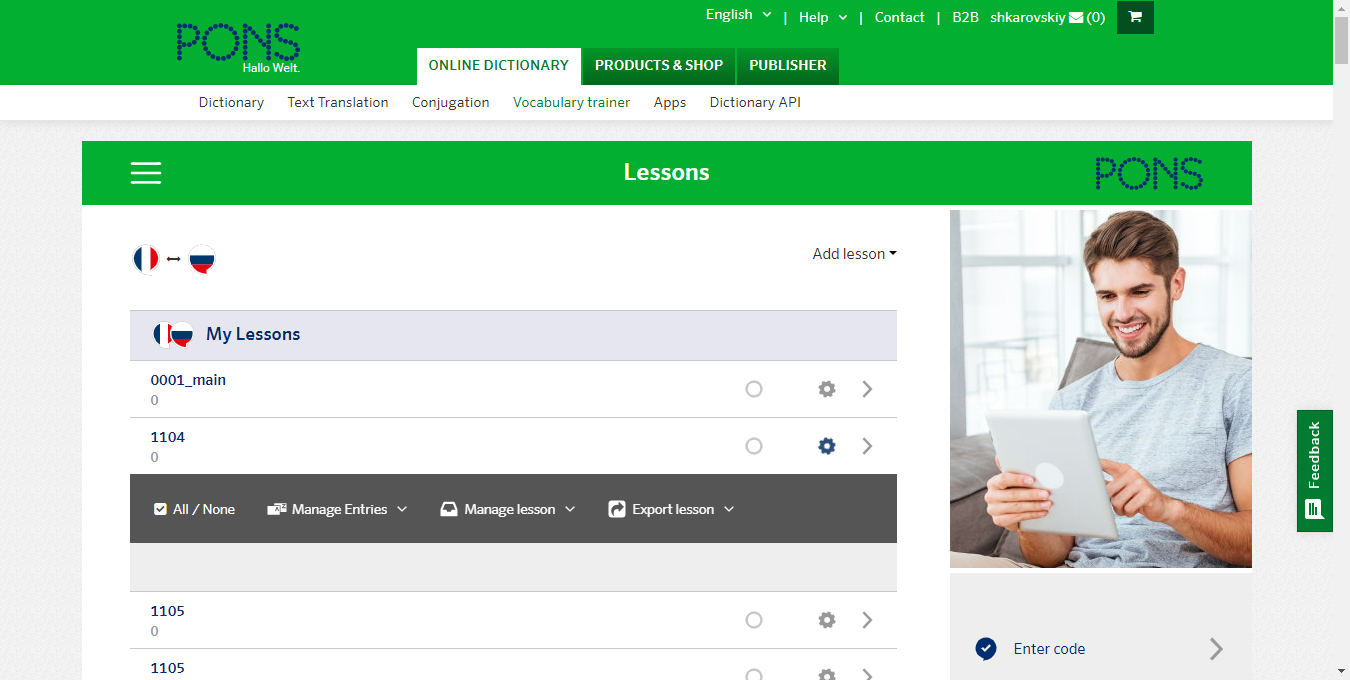 English | Help | Contact | B2B shkarovskiy (0)
PONS
Hallo Welt.
ONLINE DICTIONARY PRODUCTS & SHOP PUBLISHER
Dictionary Text Translation Conjugation Vocabulary trainer Apps Dictionary API
Lessons PONS
Add lesson
My Lessons
0001_main
0
1104
0
All / None Manage Entries Manage lesson Export lesson
1105
0
1105
Enter code
Feedback